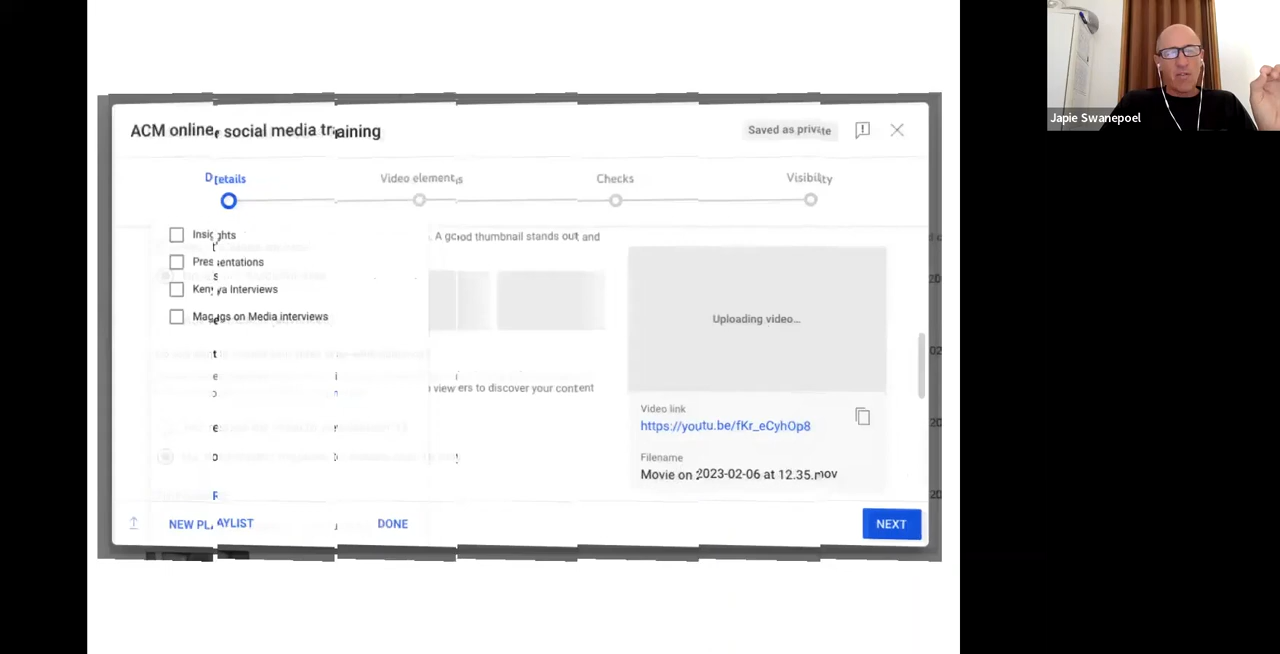 ACM online social media training
Saved as private
Details
Video elements
Checks
Visibility
Insights
Presentations
Kenya Interviews
Maggs on Media interviews
A good thumbnail stands out and
viewers to discover your content
Uploading video...
Video link
https://youtu.be/fKr_eCyhOp8
Filename
Movie on 2023-02-06 at 12.35.mov
NEW PLAYLIST
DONE
NEXT
Japie Swanepoel